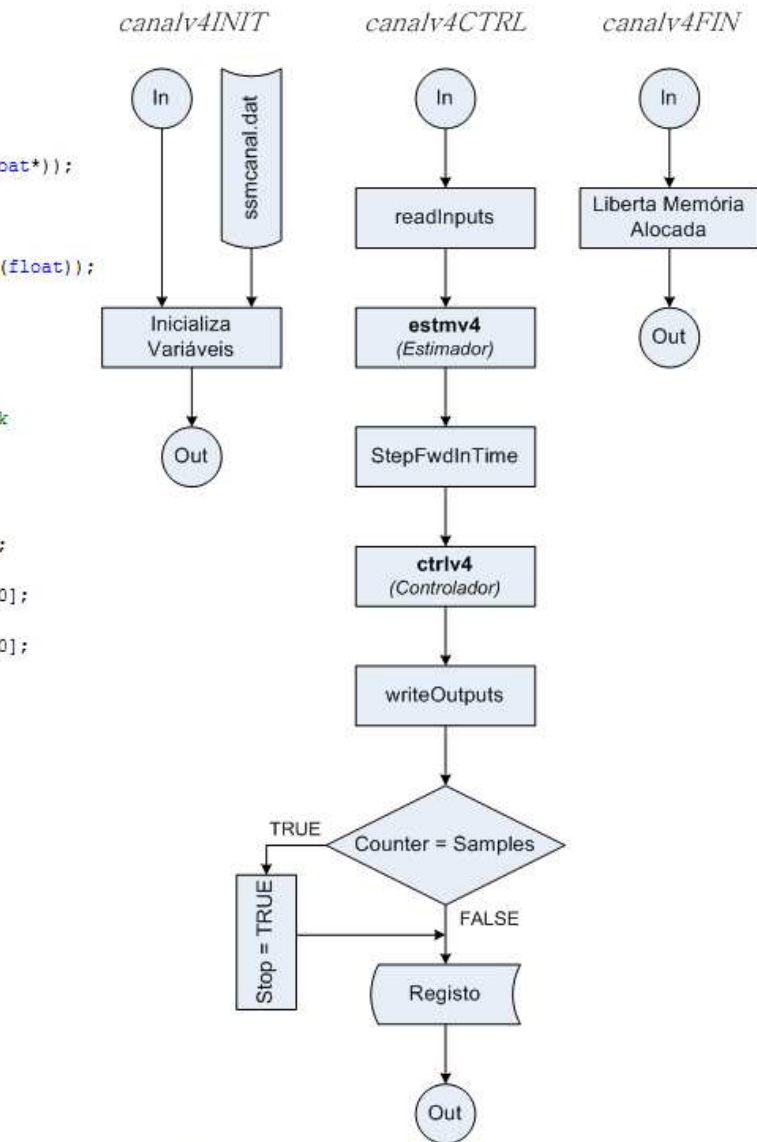 canalv4INIT
canalv4CTRL
canalv4FIN
oat*));
(float));
k
;
0];
0];
In
ssmcanal.dat
Inicializa
Variáveis
Out
In
readInputs
estmv4
(Estimador)
StepFwdInTime
ctrlv4
(Controlador)
writeOutputs
Counter = Samples
TRUE
Stop = TRUE
FALSE
Registo
Out
In
Liberta Memória
Alocada
Out